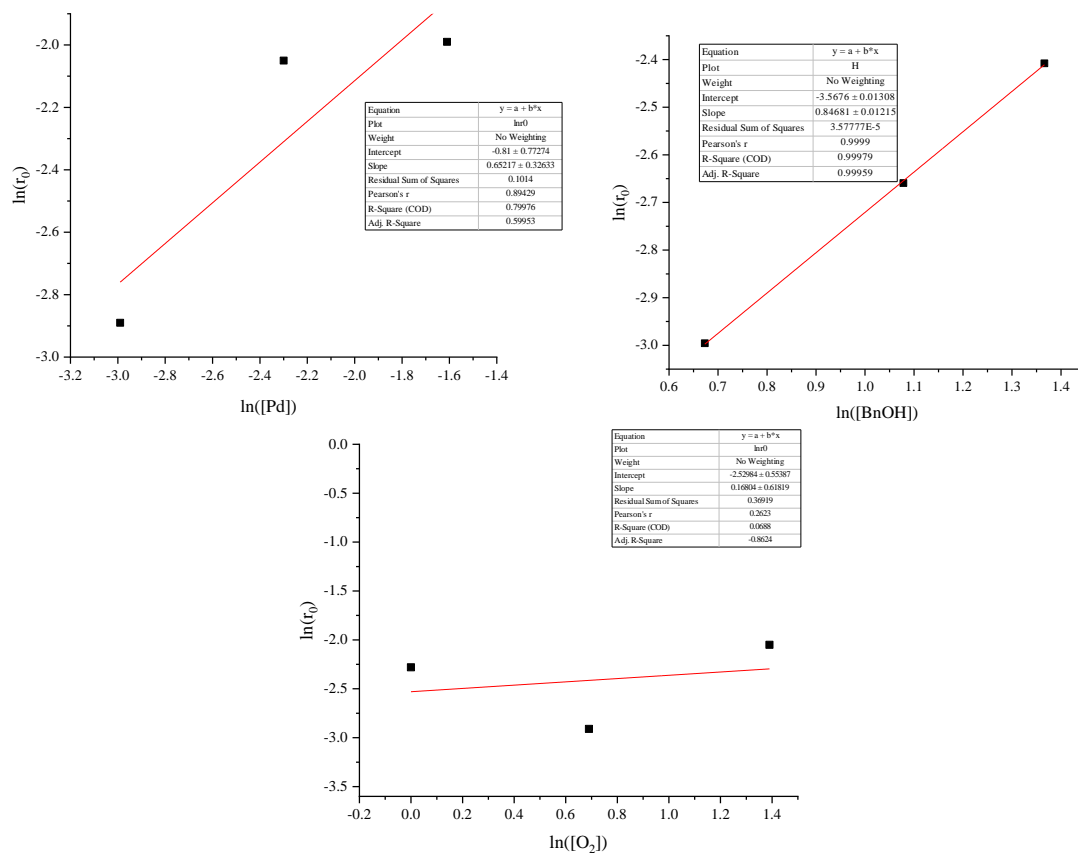 ln(r0)
-2.0
-2.2
-2.4
-2.6
-2.8
-3.0
Equation y = a + b*x
Plot lnr0
Weight No Weighting
Intercept -0.81 ± 0.77274
Slope 0.65217 ± 0.32633
Residual Sum of Squares 0.1014
Pearson's r 0.89429
R-Square (COD) 0.79976
Adj. R-Square 0.59953
-3.2 -3.0 -2.8 -2.6 -2.4 -2.2 -2.0 -1.8 -1.6 -1.4
ln([Pd])
ln(r0)
-2.4
-2.5
-2.6
-2.7
-2.8
-2.9
-3.0
Equation y = a + b*x
Plot H
Weight No Weighting
Intercept -3.5676 ± 0.01308
Slope 0.84681 ± 0.01215
Residual Sum of Squares 3.57777E-5
Pearson's r 0.9999
R-Square (COD) 0.99979
Adj. R-Square 0.99959
0.6 0.7 0.8 0.9 1.0 1.1 1.2 1.3 1.4
ln([BnOH])
ln(r0)
0.0
-0.5
-1.0
-1.5
-2.0
-2.5
-3.0
-3.5
Equation y = a + b*x
Plot lnr0
Weight No Weighting
Intercept -2.52984 ± 0.55387
Slope 0.16804 ± 0.61819
Residual Sum of Squares 0.36919
Pearson's r 0.2623
R-Square (COD) 0.0688
Adj. R-Square -0.8624
-0.2 0.0 0.2 0.4 0.6 0.8 1.0 1.2 1.4
ln([O2])